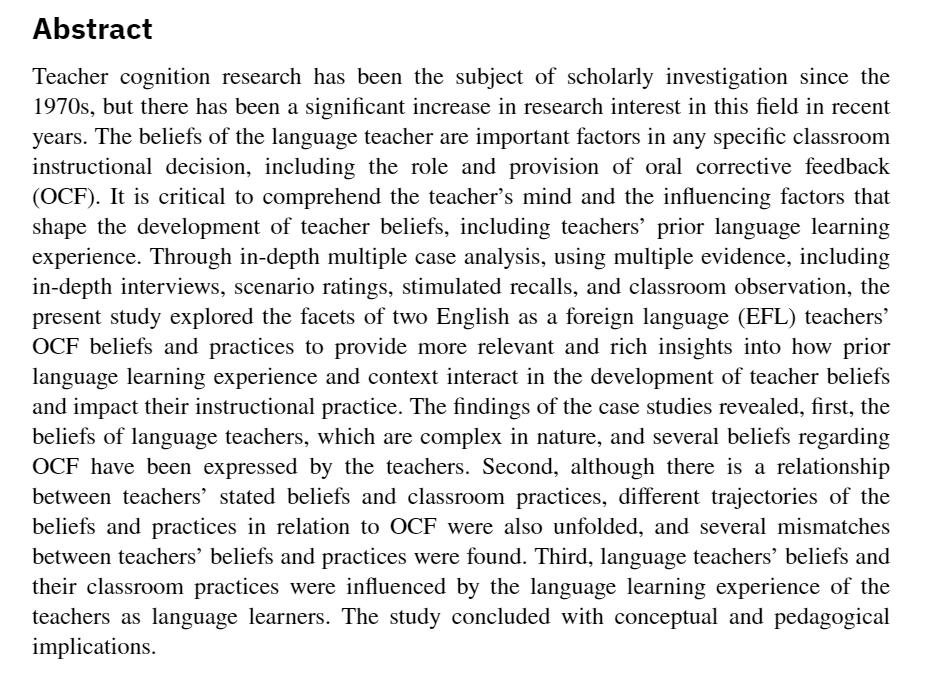 Abstract
Teacher cognition research has been the subject of scholarly investigation since the
1970s, but there has been a significant increase in research interest in this field in recent
years. The beliefs of the language teacher are important factors in any specific classroom
instructional decision, including the role and provision of oral corrective feedback
(OCF). It is critical to comprehend the teacher’s mind and the influencing factors that
shape the development of teacher beliefs, including teachers’ prior language learning
experience. Through in-depth multiple case analysis, using multiple evidence, including
in-depth interviews, scenario ratings, stimulated recalls, and classroom observation, the
present study explored the facets of two English as a foreign language (EFL) teachers’
OCF beliefs and practices to provide more relevant and rich insights into how prior
language learning experience and context interact in the development of teacher beliefs
and impact their instructional practice. The findings of the case studies revealed, first, the
beliefs of language teachers, which are complex in nature, and several beliefs regarding
OCF have been expressed by the teachers. Second, although there is a relationship
between teachers’ stated beliefs and classroom practices, different trajectories of the
beliefs and practices in relation to OCF were also unfolded, and several mismatches
between teachers’ beliefs and practices were found. Third, language teachers’ beliefs and
their classroom practices were influenced by the language learning experience of the
teachers as language learners. The study concluded with conceptual and pedagogical
implications.